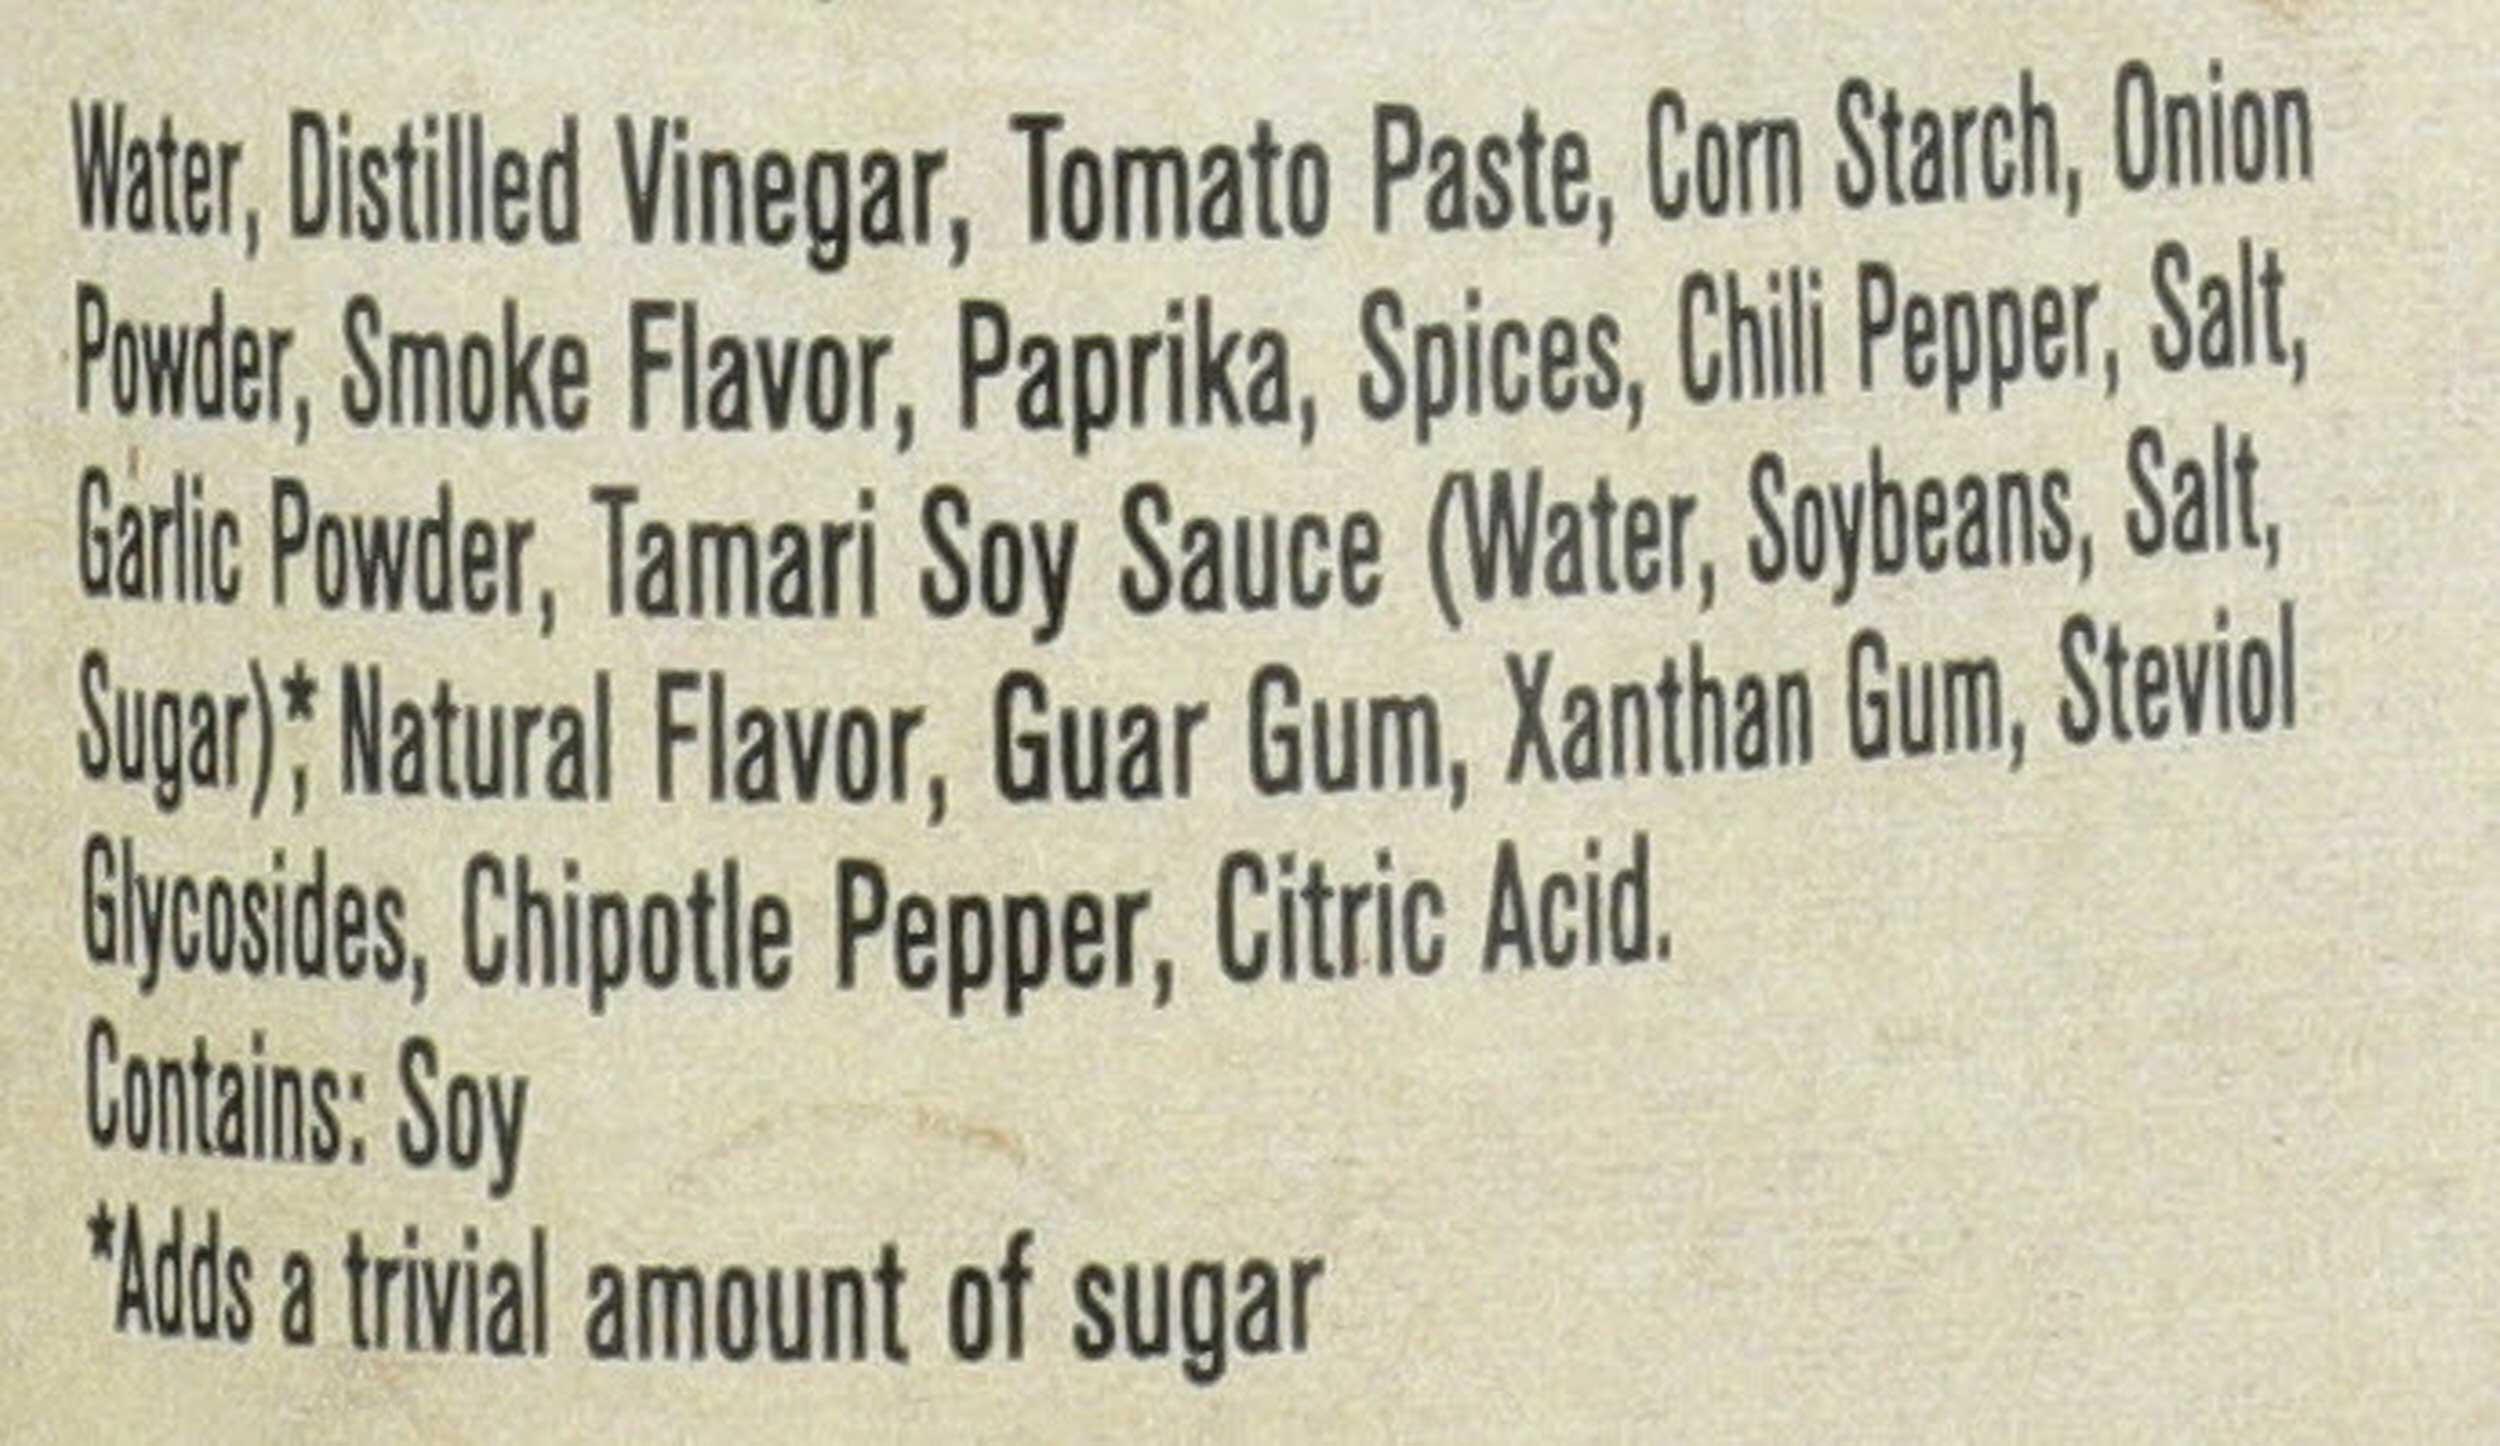 Water, Distilled Vinegar, Tomato Paste, Corn Starch, Onion
Powder, Smoke Flavor, Paprika, Spices, Chili Pepper, Salt,
Garlic Powder, Tamari Soy Sauce (Water, Soybeans, Salt,
Sugar)*, Natural Flavor, Guar Gum, Xanthan Gum, Steviol
Glycosides, Chipotle Pepper, Citric Acid.
Contains: Soy
*Adds a trivial amount of sugar